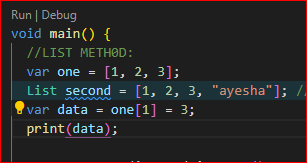 Run | Debug
void main() {
//LIST METH0D:
var one = [1, 2, 3];
List second = [1, 2, 3, "ayesha"]; //
var data = one[1] = 3;
print(data);